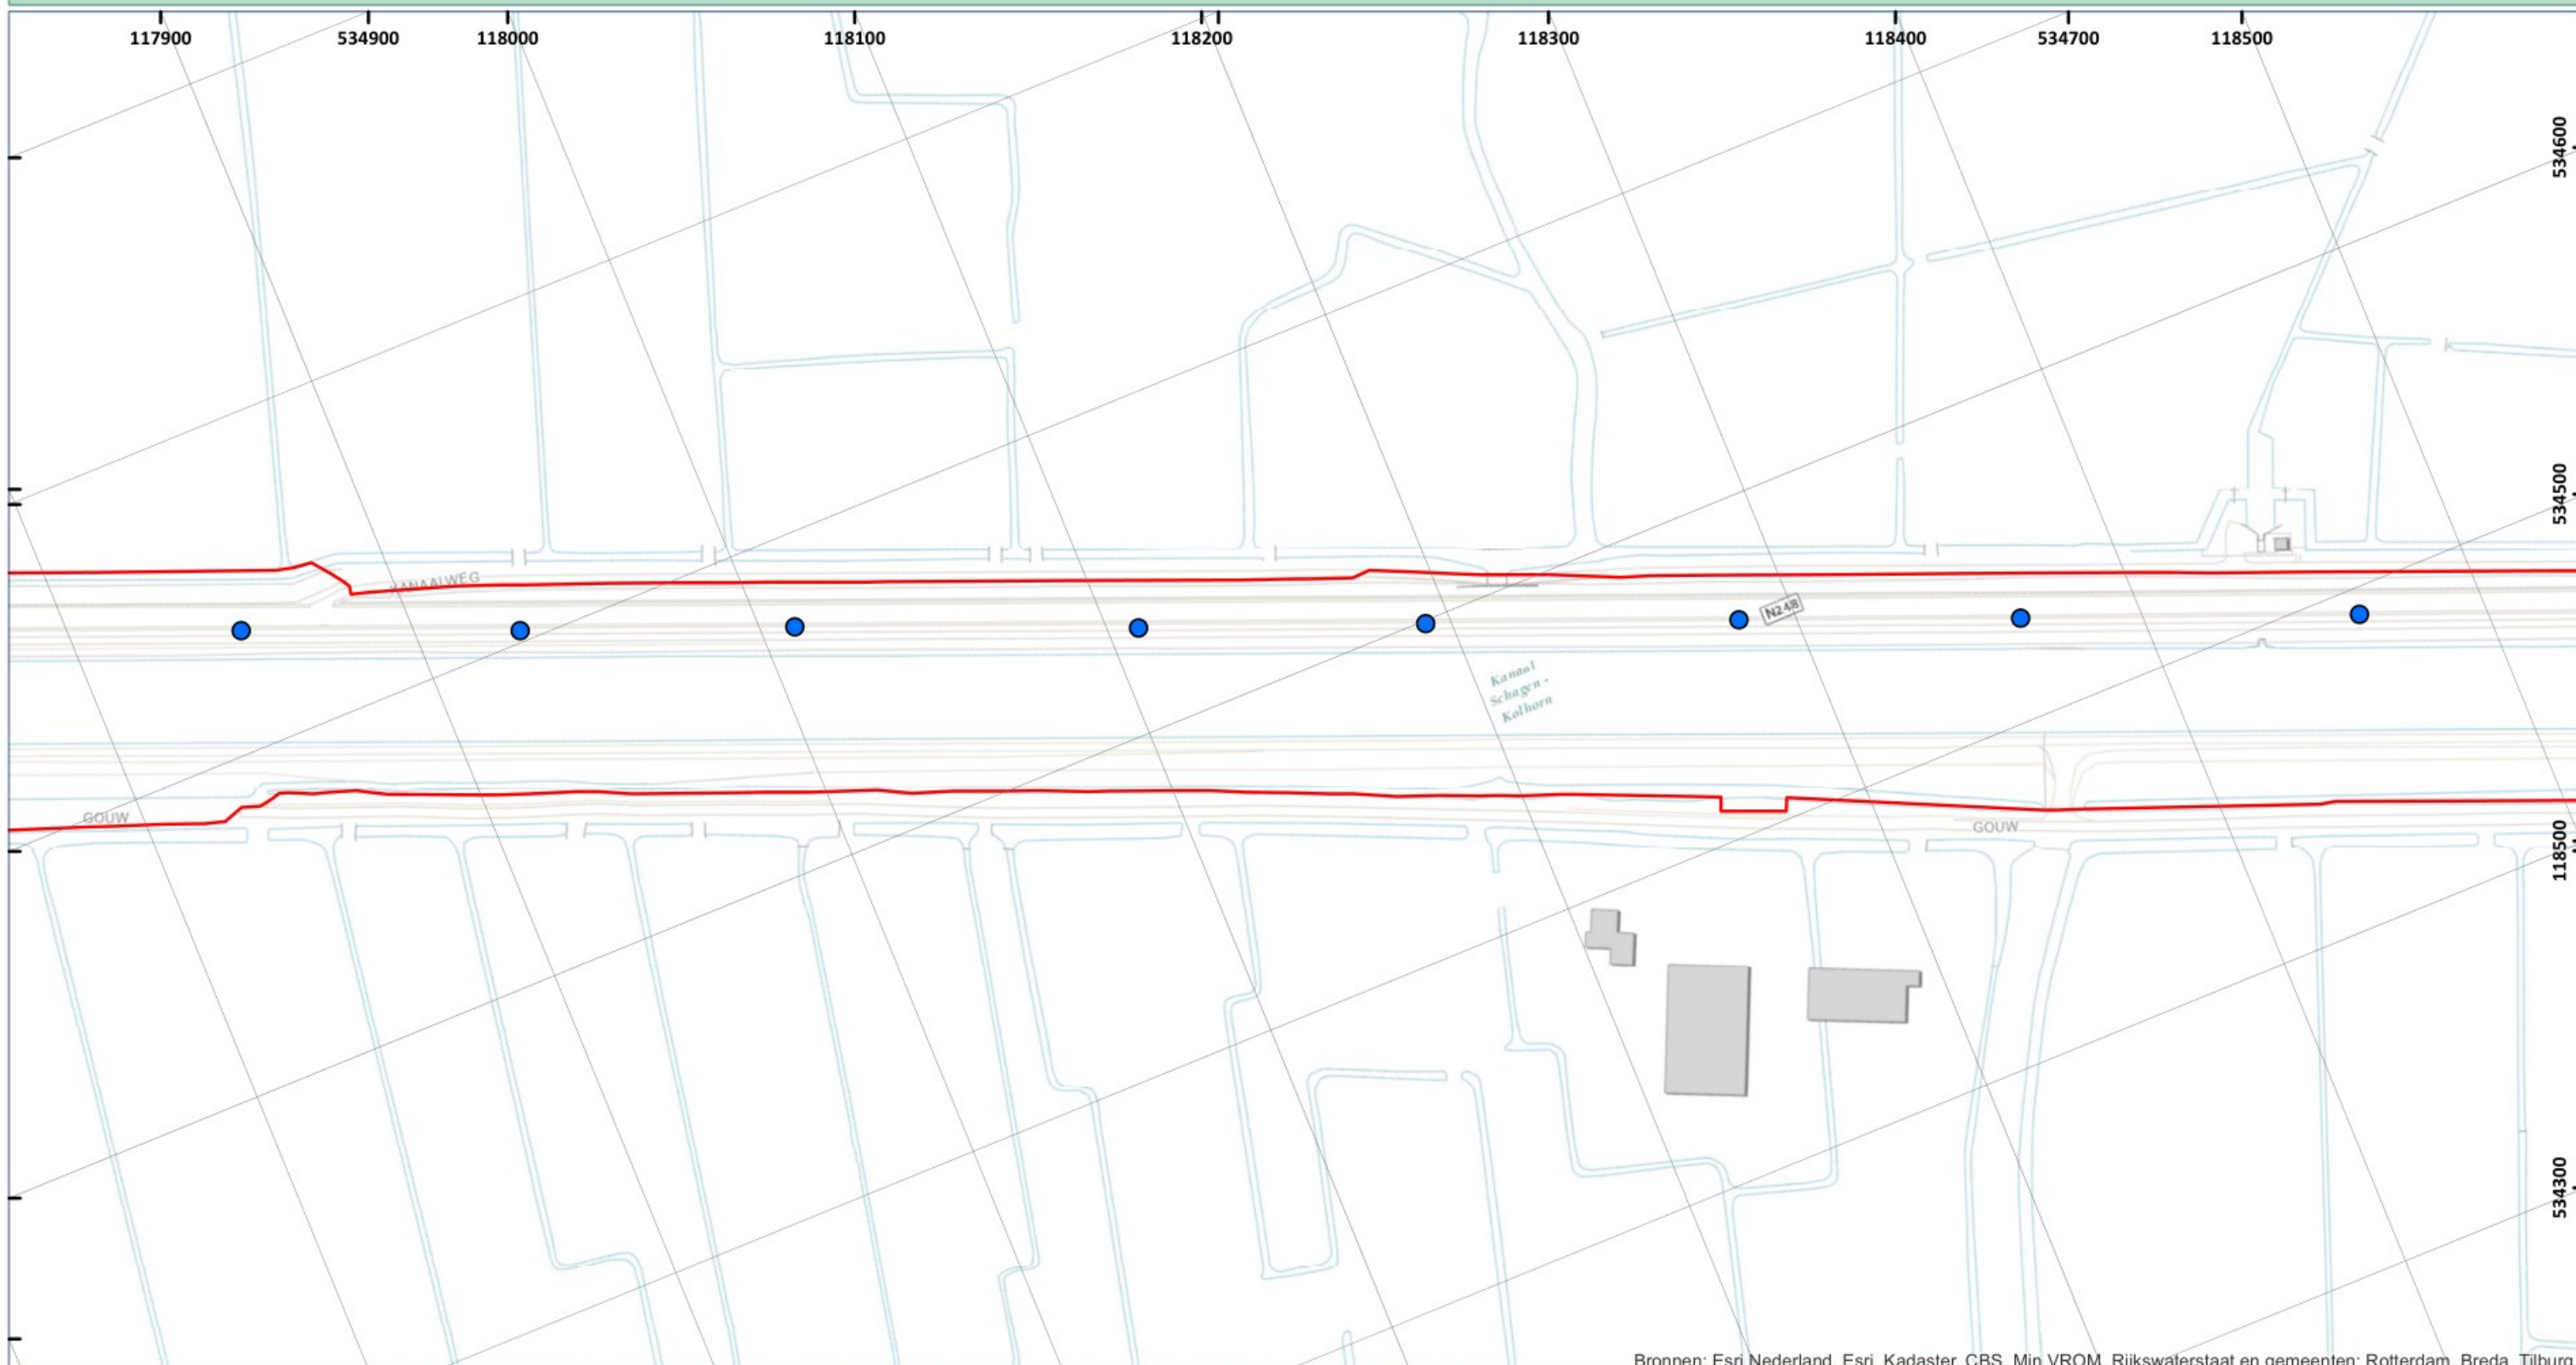 117900
534900
118000
118100
118200
118300
118400
534700
118500
534600
534500
KANAALWEG
N248
Kanaal
Schagen -
Kolhorn
GOUW
GOUW
118500
534300
Bronnen: Esri Nederland, Esri, Kadaster, CBS, Min VROM, Rijkswaterstaat en gemeenten: Rotterdam, Breda, Tilburg